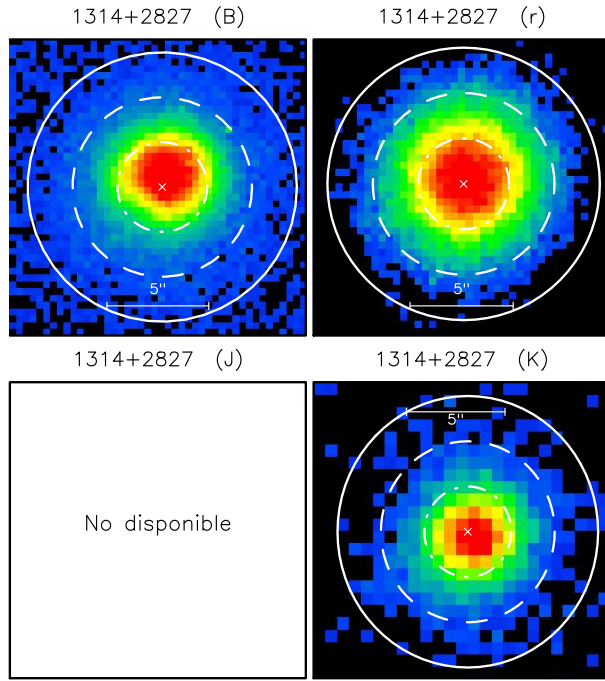 1314+2827 (B)
1314+2827 (r)
5"
5"
1314+2827 (J)
1314+2827 (K)
No disponible
5"